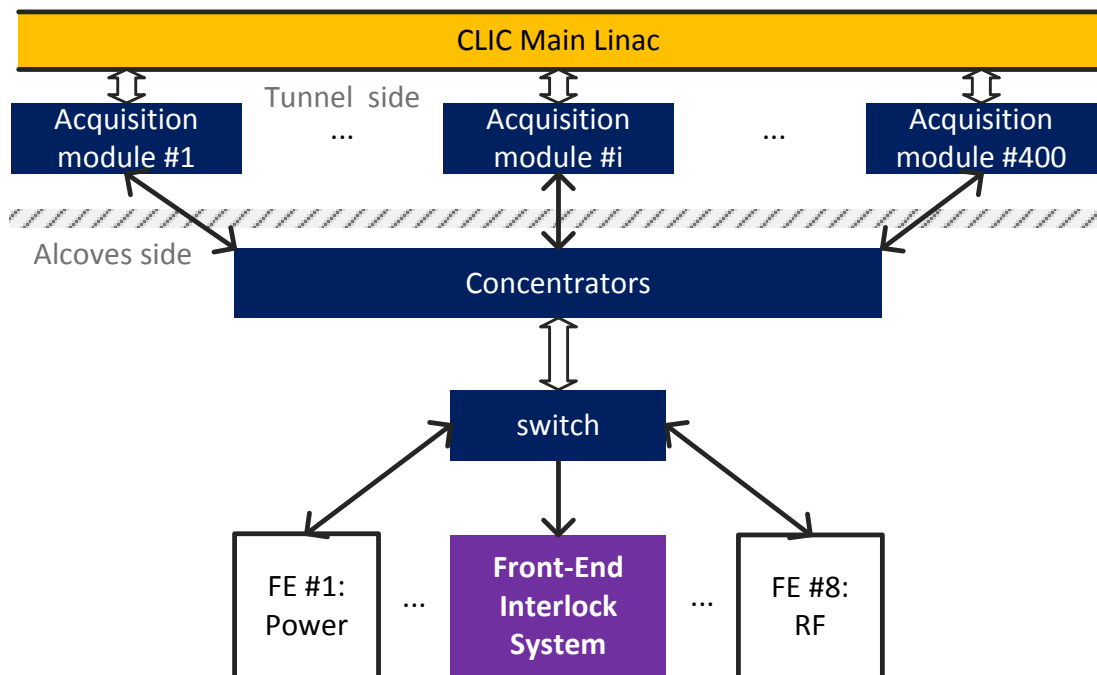 CLIC Main Linac
Tunnel side
Acquisition
module #1
...
Acquisition
module #i
...
Acquisition
module #400
Alcoves side
Concentrators
switch
FE #1:
Power
...
Front-End
Interlock
System
...
FE #8:
RF